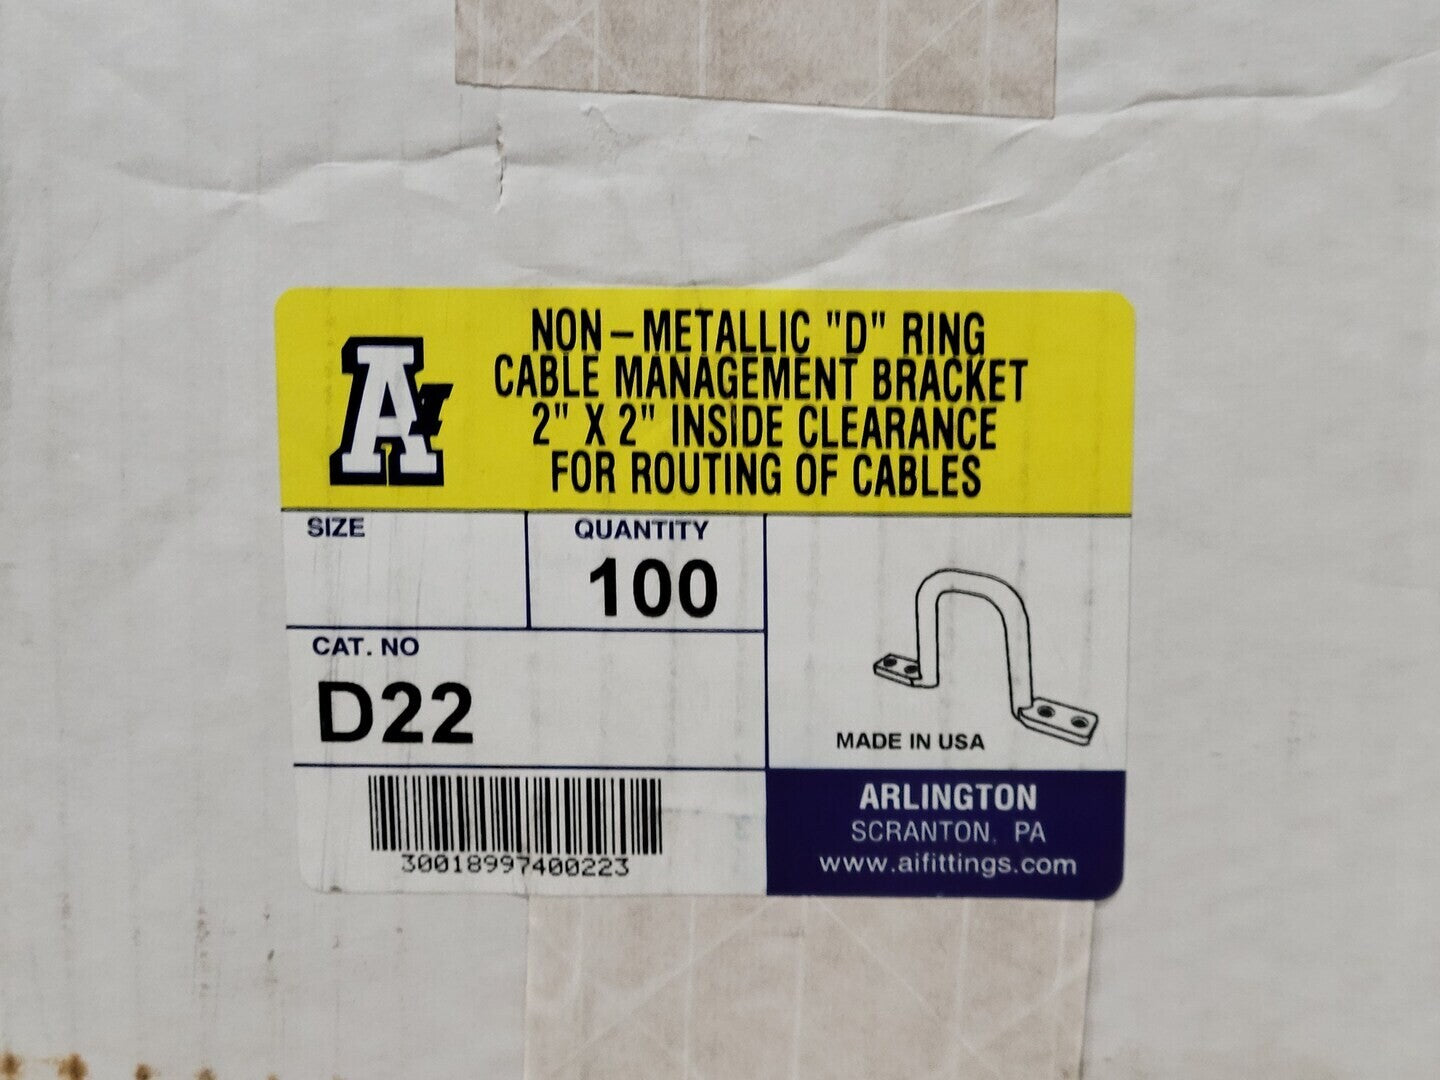 NON-METALLIC "D" RING
CABLE MANAGEMENT BRACKET
2" X 2" INSIDE CLEARANCE
FOR ROUTING OF CABLES
AI
SIZE
QUANTITY
100
CAT. NO
D22
MADE IN USA
30018997400223
ARLINGTON
SCRANTON, PA
www.aifittings.com